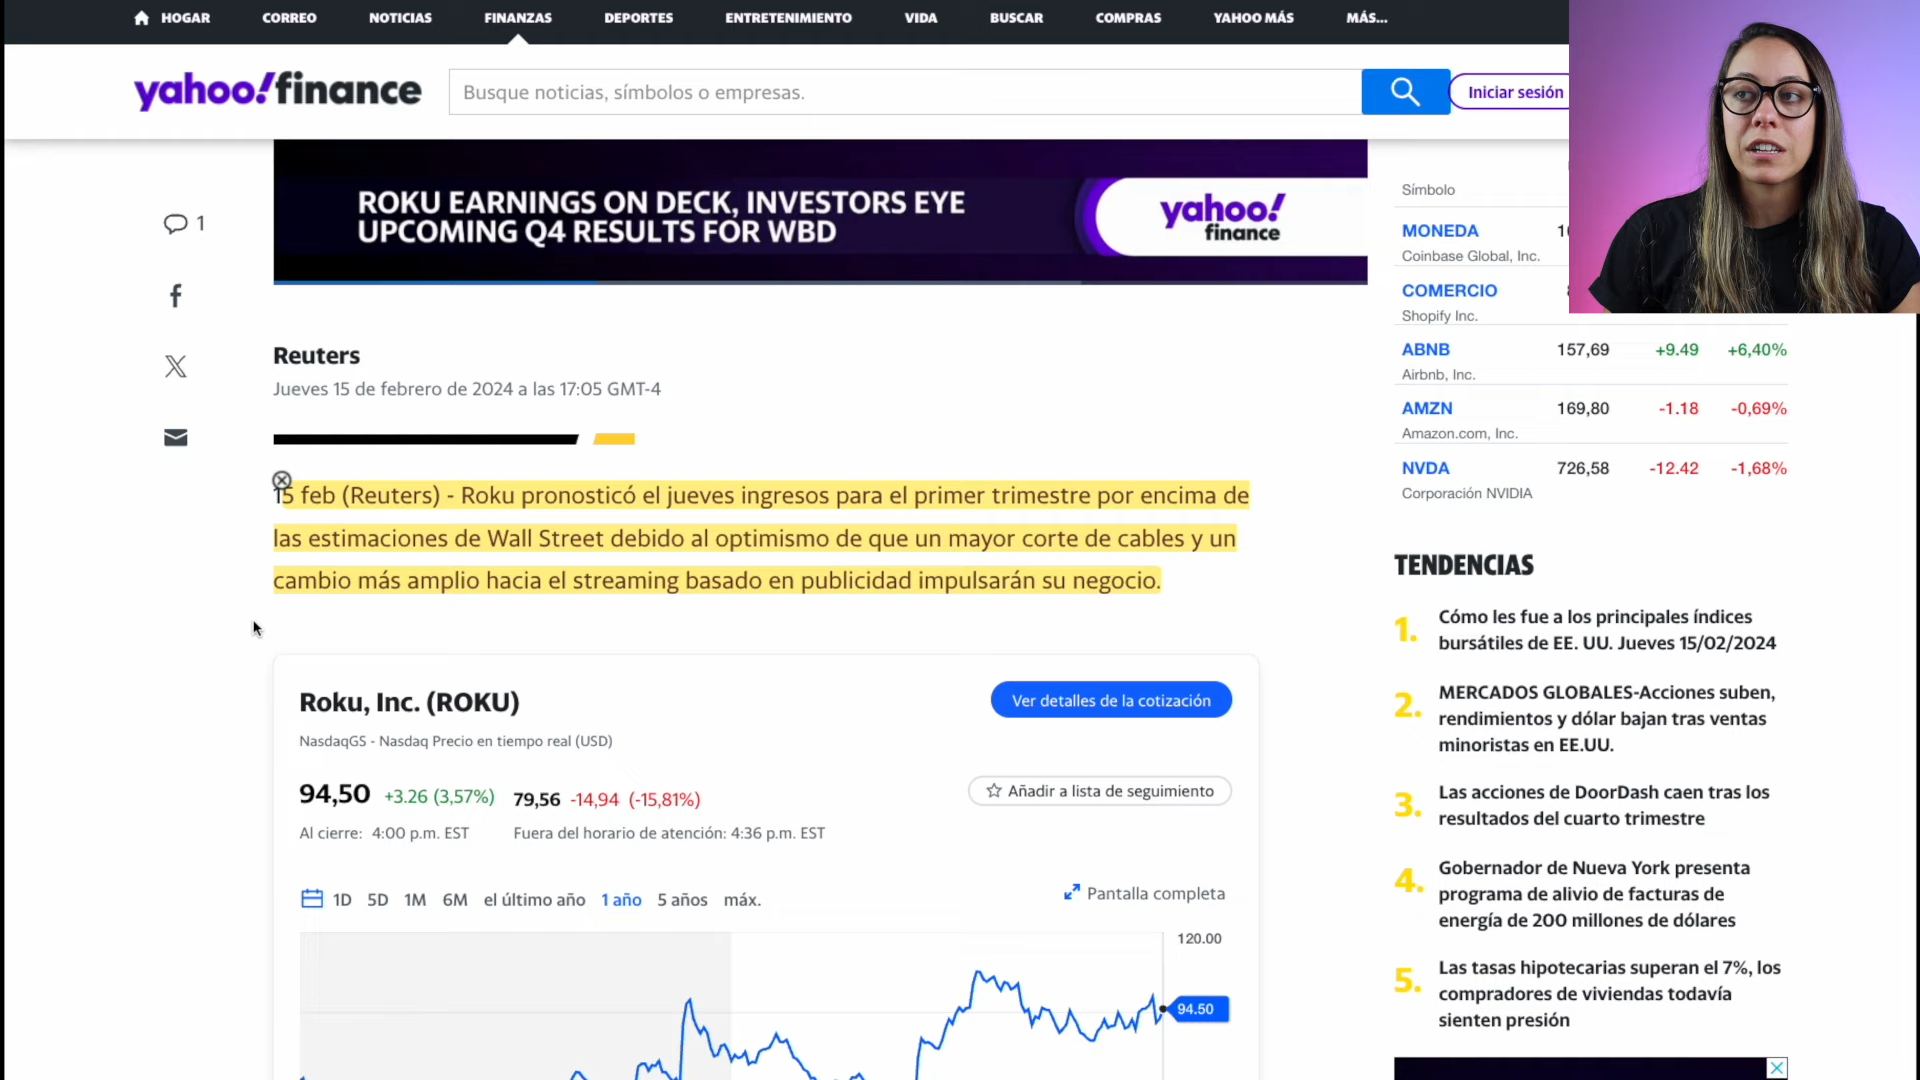 HOGAR CORREO NOTICIAS FINANZAS DEPORTES ENTRETENIMIENTO VIDA BUSCAR COMPRAS YAHOO MÁS MÁS...
yahoo!finance
Busque noticias, símbolos o empresas.
Iniciar sesión
ROKU EARNINGS ON DECK, INVESTORS EYE
UPCOMING Q4 RESULTS FOR WBD
yahoo!
finance
1
Reuters
Jueves 15 de febrero de 2024 a las 17:05 GMT-4
15 feb (Reuters) - Roku pronosticó el jueves ingresos para el primer trimestre por encima de
las estimaciones de Wall Street debido al optimismo de que un mayor corte de cables y un
cambio más amplio hacia el streaming basado en publicidad impulsarán su negocio.
Roku, Inc. (ROKU)
Ver detalles de la cotización
NasdaqGS - Nasdaq Precio en tiempo real (USD)
94,50 +3.26 (3,57%) 79,56 -14,94 (-15,81%)
Añadir a lista de seguimiento
Al cierre: 4:00 p.m. EST Fuera del horario de atención: 4:36 p.m. EST
1D 5D 1M 6M el último año 1 año 5 años máx.
Pantalla completa
120.00
94.50
Símbolo
MONEDA
Coinbase Global, Inc.
COMERCIO
Shopify Inc.
ABNB 157,69 +9.49 +6,40%
Airbnb, Inc.
AMZN 169,80 -1.18 -0,69%
Amazon.com, Inc.
NVDA 726,58 -12.42 -1,68%
Corporación NVIDIA
TENDENCIAS
1. Cómo les fue a los principales índices
bursátiles de EE. UU. Jueves 15/02/2024
2. MERCADOS GLOBALES-Acciones suben,
rendimientos y dólar bajan tras ventas
minoristas en EE.UU.
3. Las acciones de DoorDash caen tras los
resultados del cuarto trimestre
4. Gobernador de Nueva York presenta
programa de alivio de facturas de
energía de 200 millones de dólares
5. Las tasas hipotecarias superan el 7%, los
compradores de viviendas todavía
sienten presión